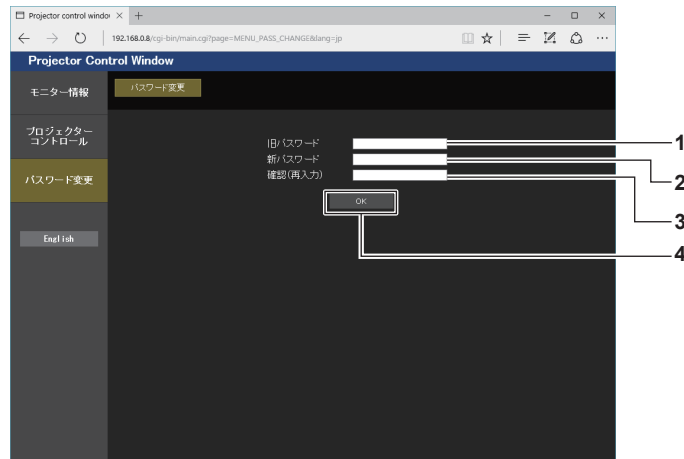 Projector control windov
192.168.0.8/cgi-bin/main.cgi?page=MENU_PASS_CHANGE&lang=jp
Projector Control Window
モニター情報
パスワード変更
プロジェクター
コントロール
パスワード変更
English
旧パスワード
新パスワード
確認(再入力)
OK
1
2
3
4